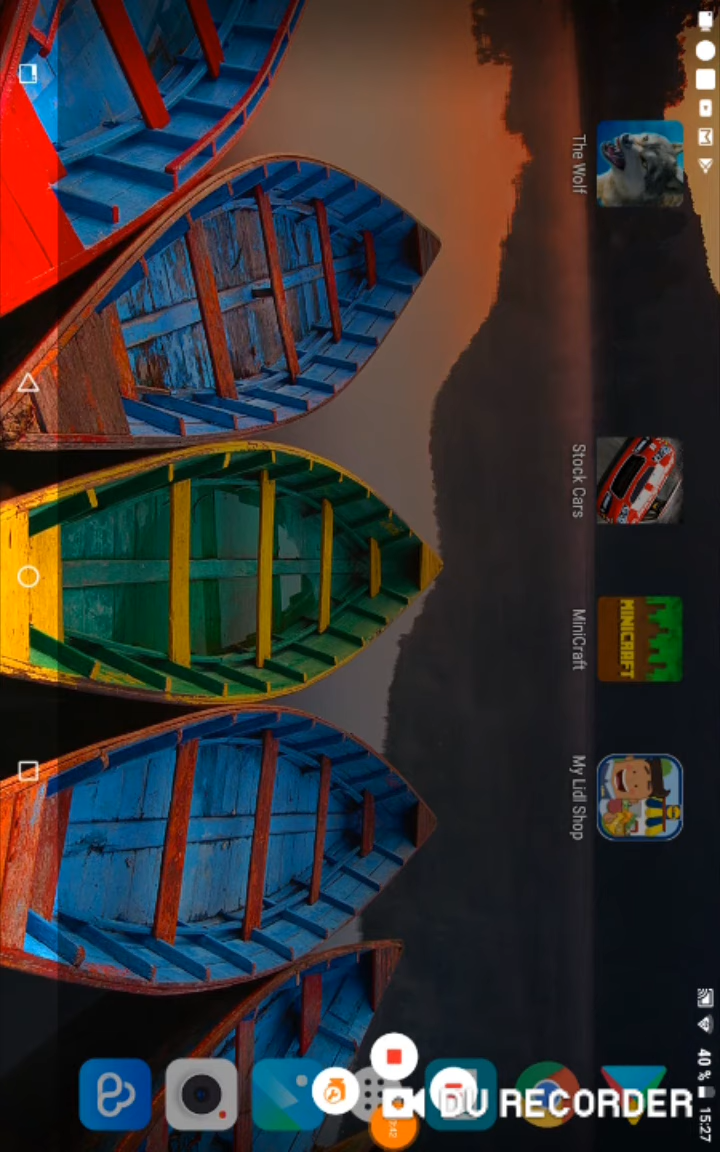 40 % 15:27
The Wolf
Stock Cars
MINICRAFT
MiniCraft
My Lidl Shop
DU RECORDER